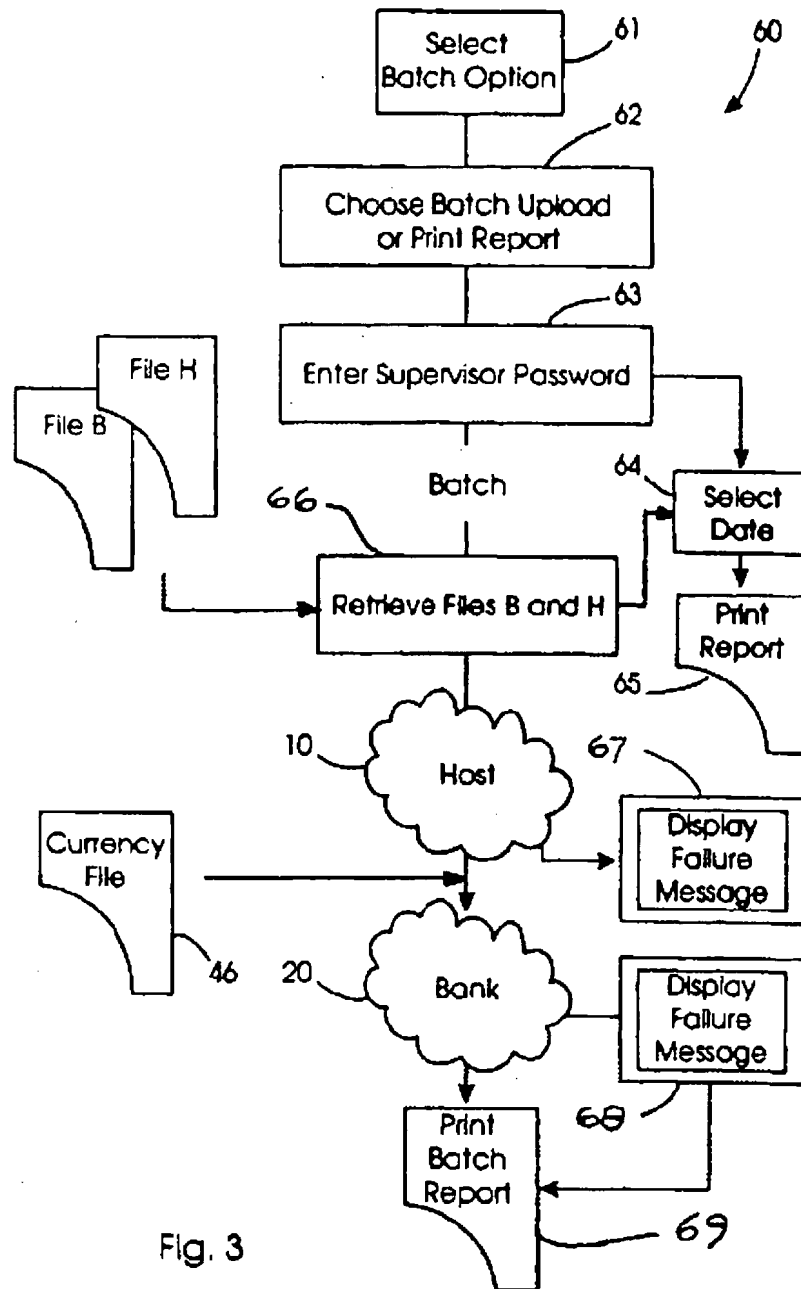 61
60
Select
Batch Option
62
Choose Batch Upload
or Print Report
63
Enter Supervisor Password
File H
File B
64
Select
Date
Batch
66
Retrieve Files B and H
Print
Report
65
10
Host
67
Display
Failure
Message
Currency
File
46
20
Bank
Display
Failure
Message
68
Print
Batch
Report
69
Fig. 3